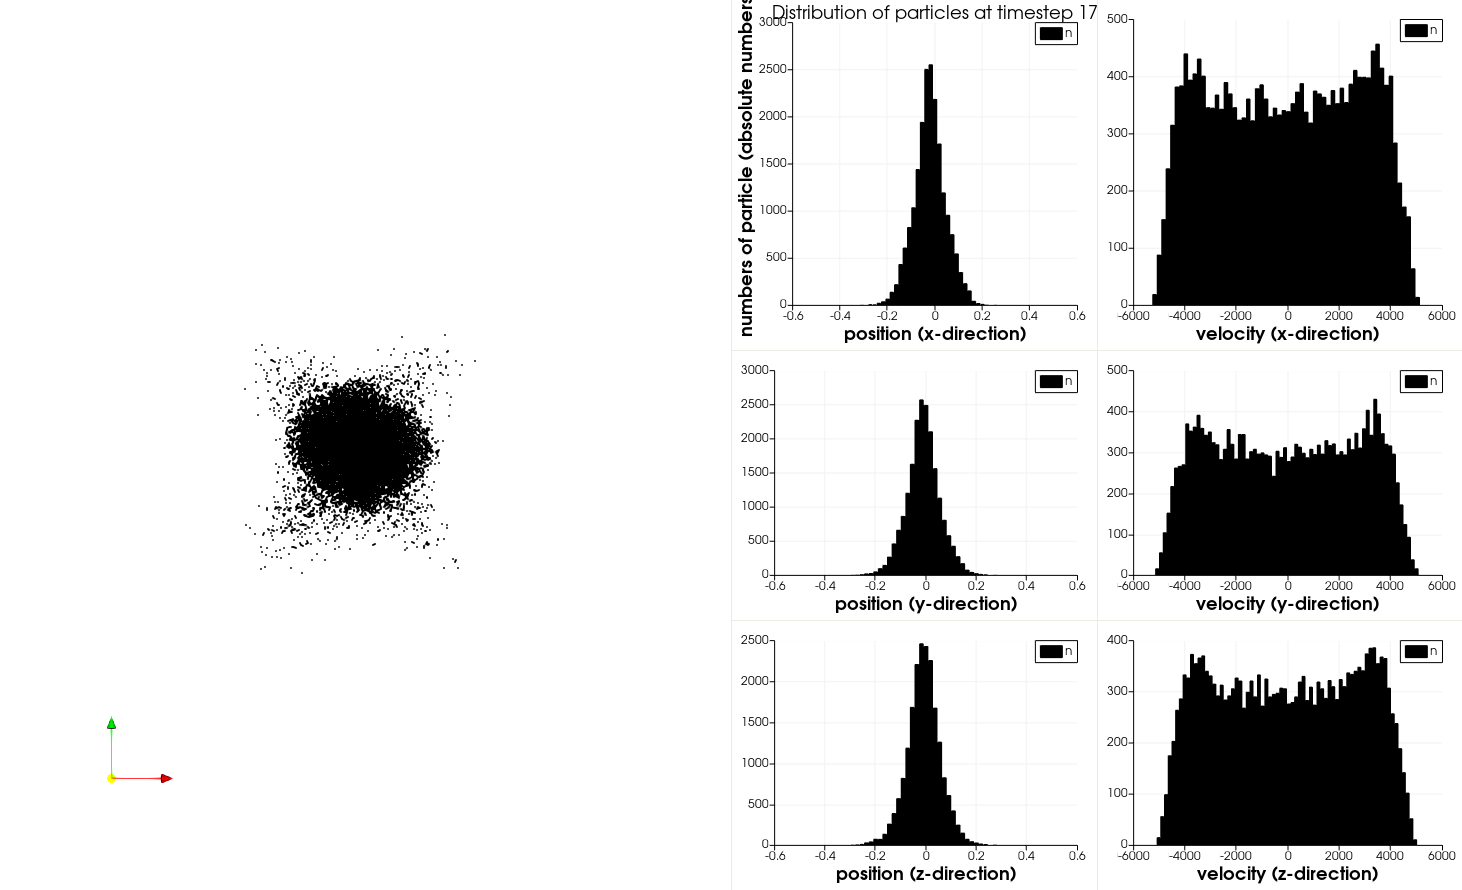 Distribution of particles at timestep 17
numbers of particle (absolute numbers
3000
2500
2000
1500
1000
500
0
-0.6 -0.4 -0.2 0 0.2 0.4 0.6
position (x-direction)
n
500
400
300
200
100
0
-6000 -4000 -2000 0 2000 4000 6000
velocity (x-direction)
n
3000
2500
2000
1500
1000
500
0
-0.6 -0.4 -0.2 0 0.2 0.4 0.6
position (y-direction)
n
500
400
300
200
100
0
-6000 -4000 -2000 0 2000 4000 6000
velocity (y-direction)
n
2500
2000
1500
1000
500
0
-0.6 -0.4 -0.2 0 0.2 0.4 0.6
position (z-direction)
n
400
300
200
100
0
-6000 -4000 -2000 0 2000 4000 6000
velocity (z-direction)
n